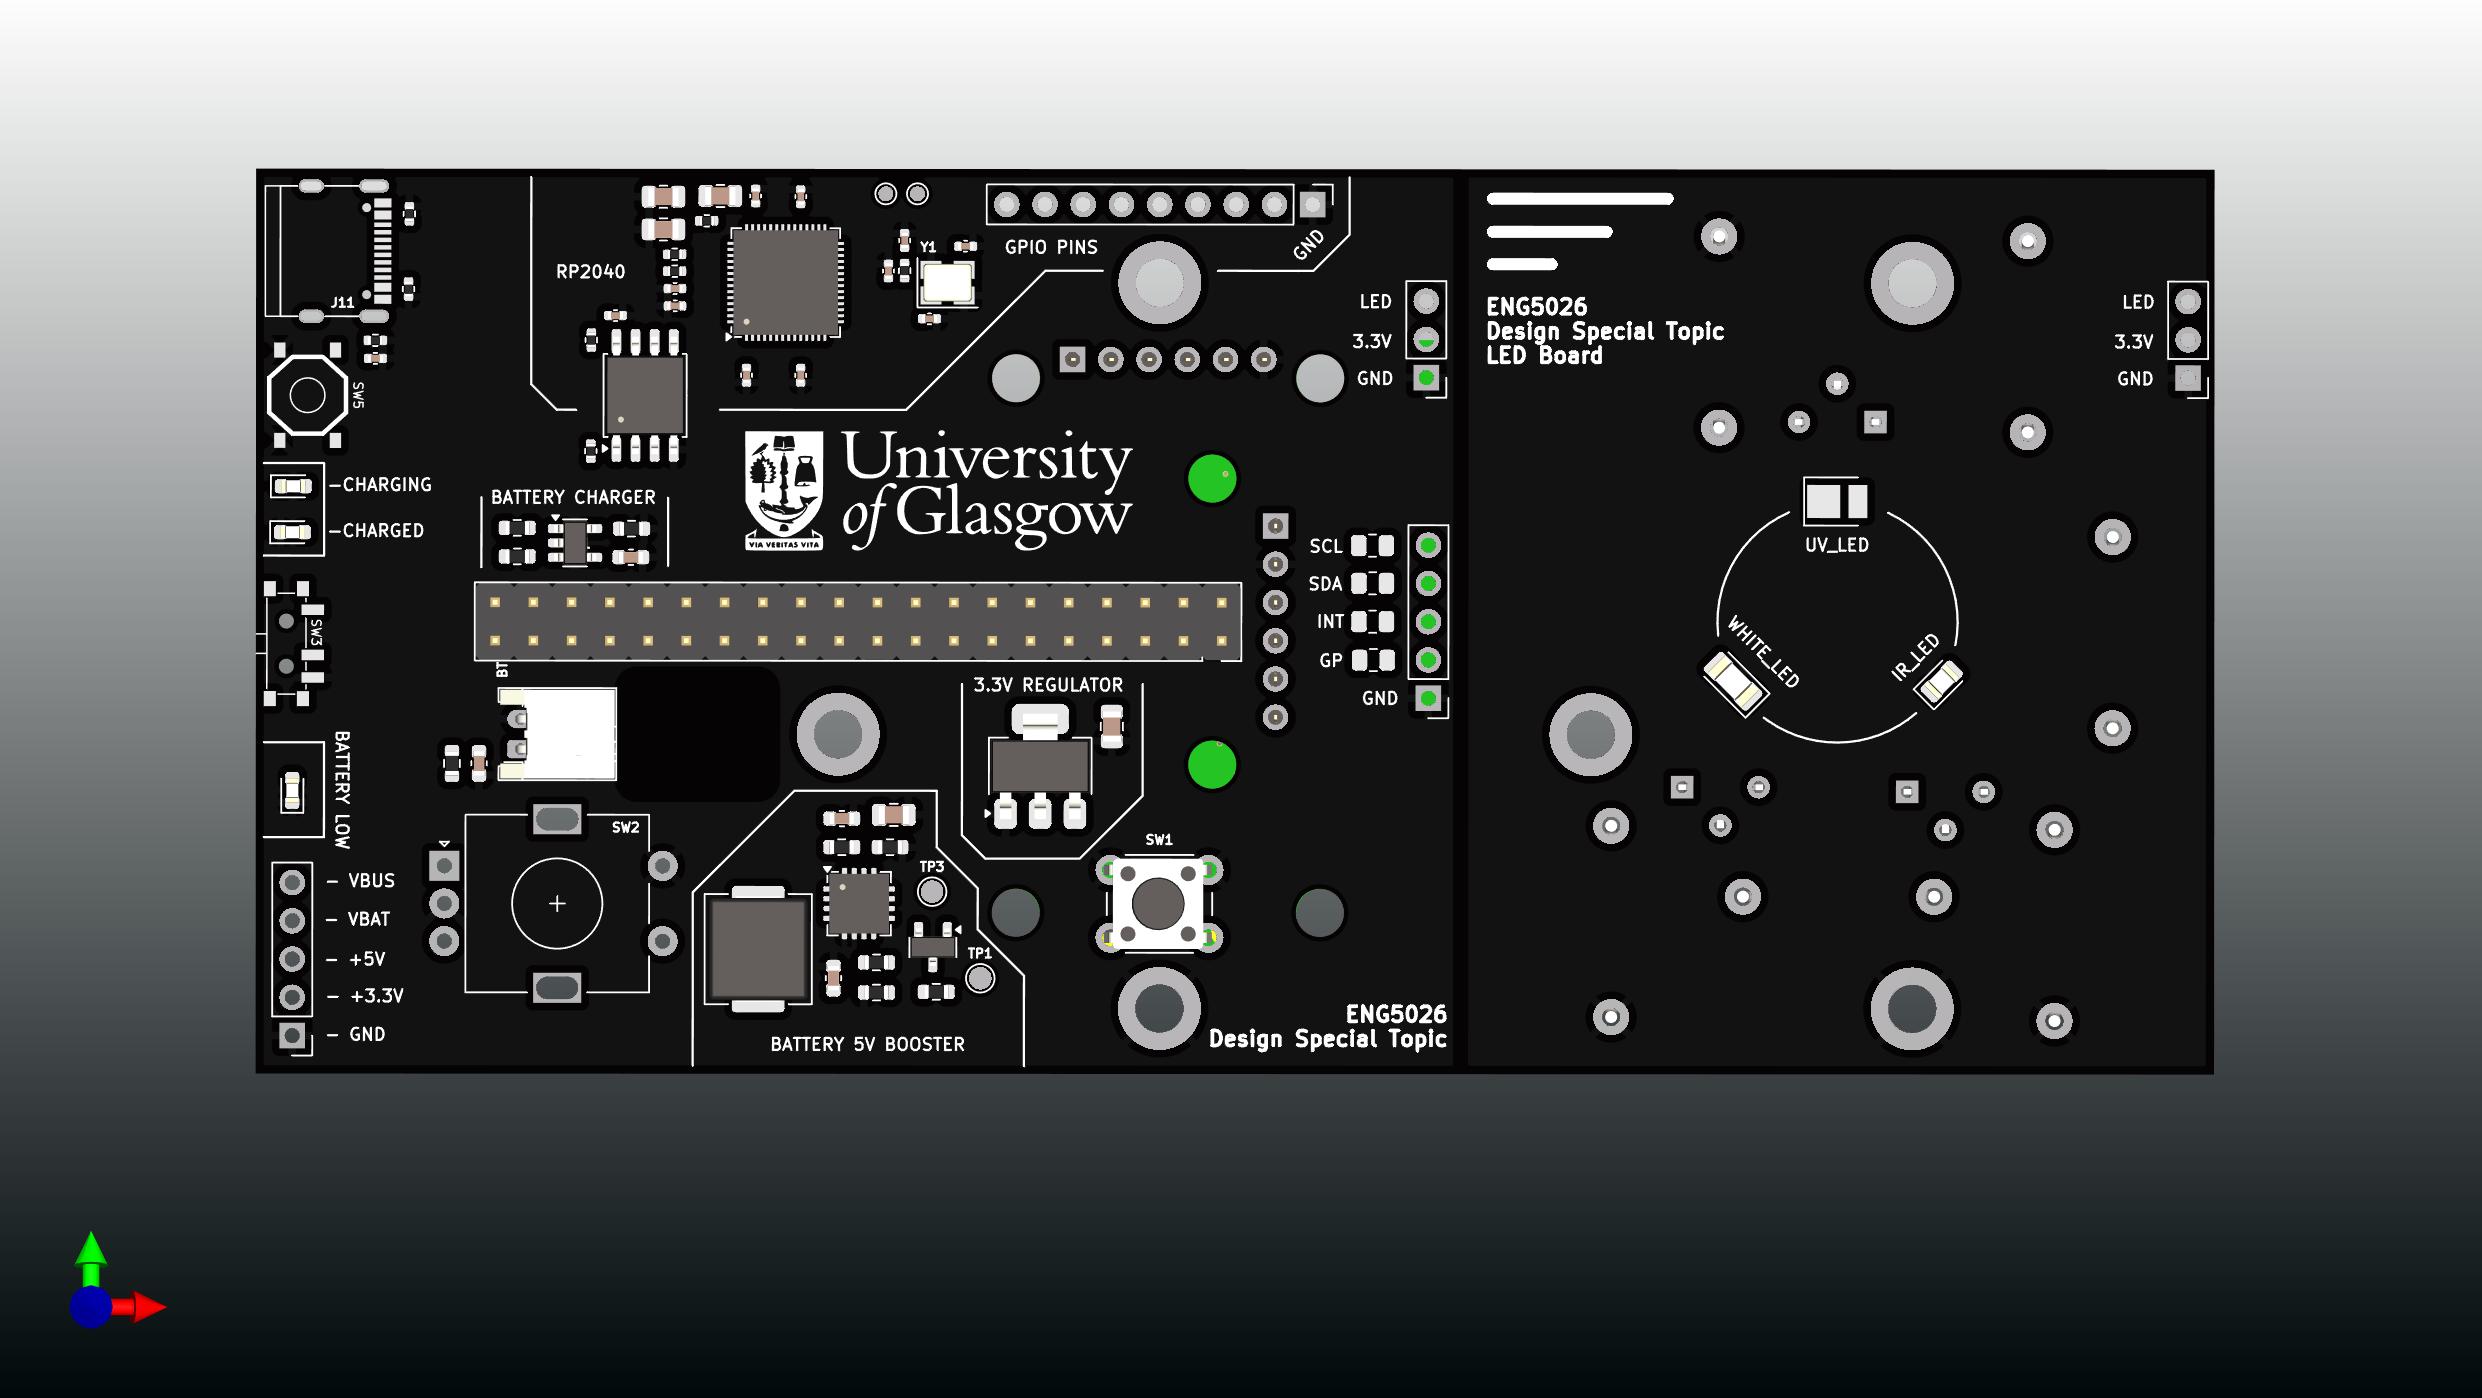 GPIO PINS
GND
Y1
RP2040
J11
LED
3.3V
GND
ENG5026
Design Special Topic
LED Board
LED
3.3V
GND
SW5
University
of Glasgow
VIA VERITAS VITA
-CHARGING
-CHARGED
BATTERY CHARGER
SCL
SDA
INT
GP
GND
UV_LED
WHITE_LED
IR_LED
SW3
BT
3.3V REGULATOR
BATTERY LOW
SW2
SW1
TP3
TP1
- VBUS
- VBAT
- +5V
- +3.3V
- GND
BATTERY 5V BOOSTER
ENG5026
Design Special Topic